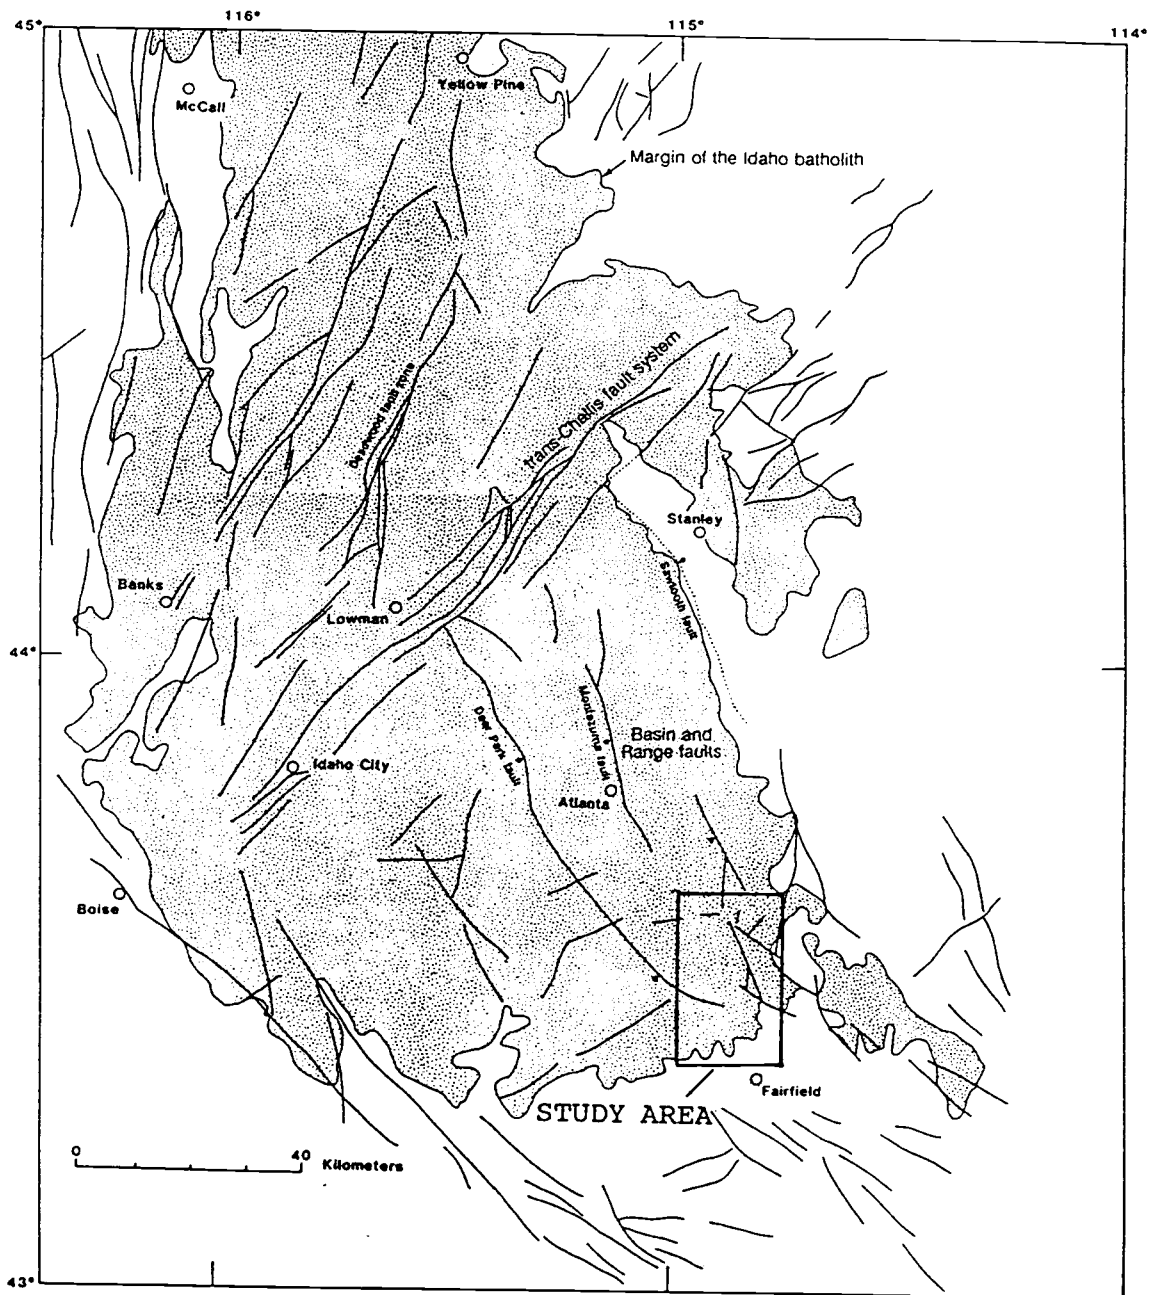 116°
115°
45°
114°
Yellow Pine
McCall
Margin of the Idaho batholith
Deadwood fault zone
trans-Challis fault system
Stanley
Banks
Sawtooth fault
Lowman
44°
Deer Park fault
Montezuma fault
Basin and
Range faults
Idaho City
Atlanta
Boise
Fairfield
STUDY AREA
0
40 Kilometers
43°